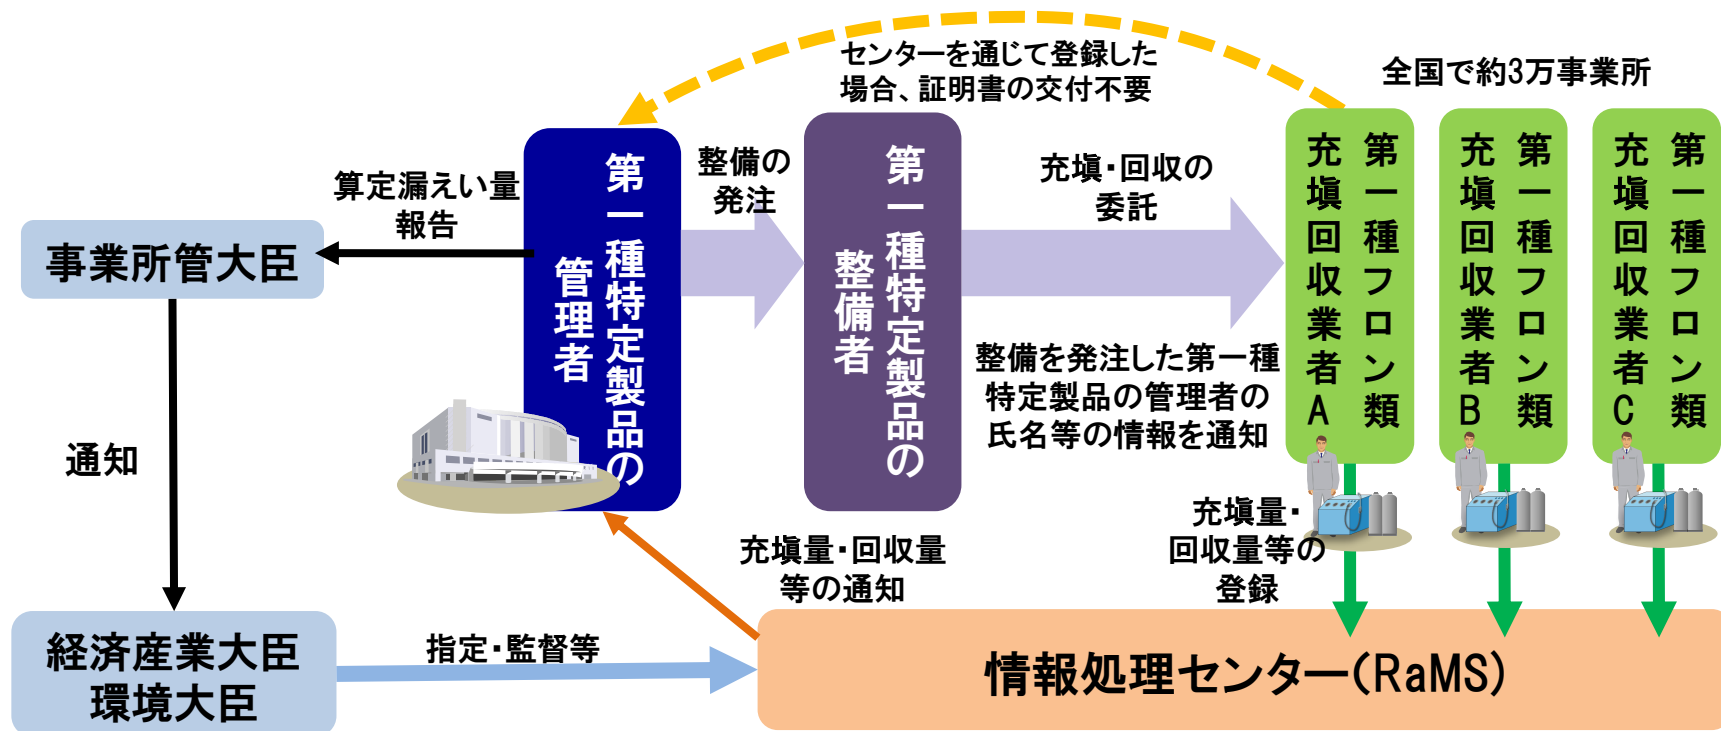 センターを通じて登録した
場合、証明書の交付不要
全国で約3万事業所
算定漏えい量
報告
事業所管大臣
第一種特定製品の
管理者
整備の
発注
第一種特定製品の
整備者
充塡・回収の
委託
整備を発注した第一種
特定製品の管理者の
氏名等の情報を通知
第一種フロン類
充塡回収業者A
第一種フロン類
充塡回収業者B
第一種フロン類
充塡回収業者C
通知
充塡量・回収量
等の通知
充塡量・
回収量等の
登録
経済産業大臣
環境大臣
指定・監督等
情報処理センター(RaMS)